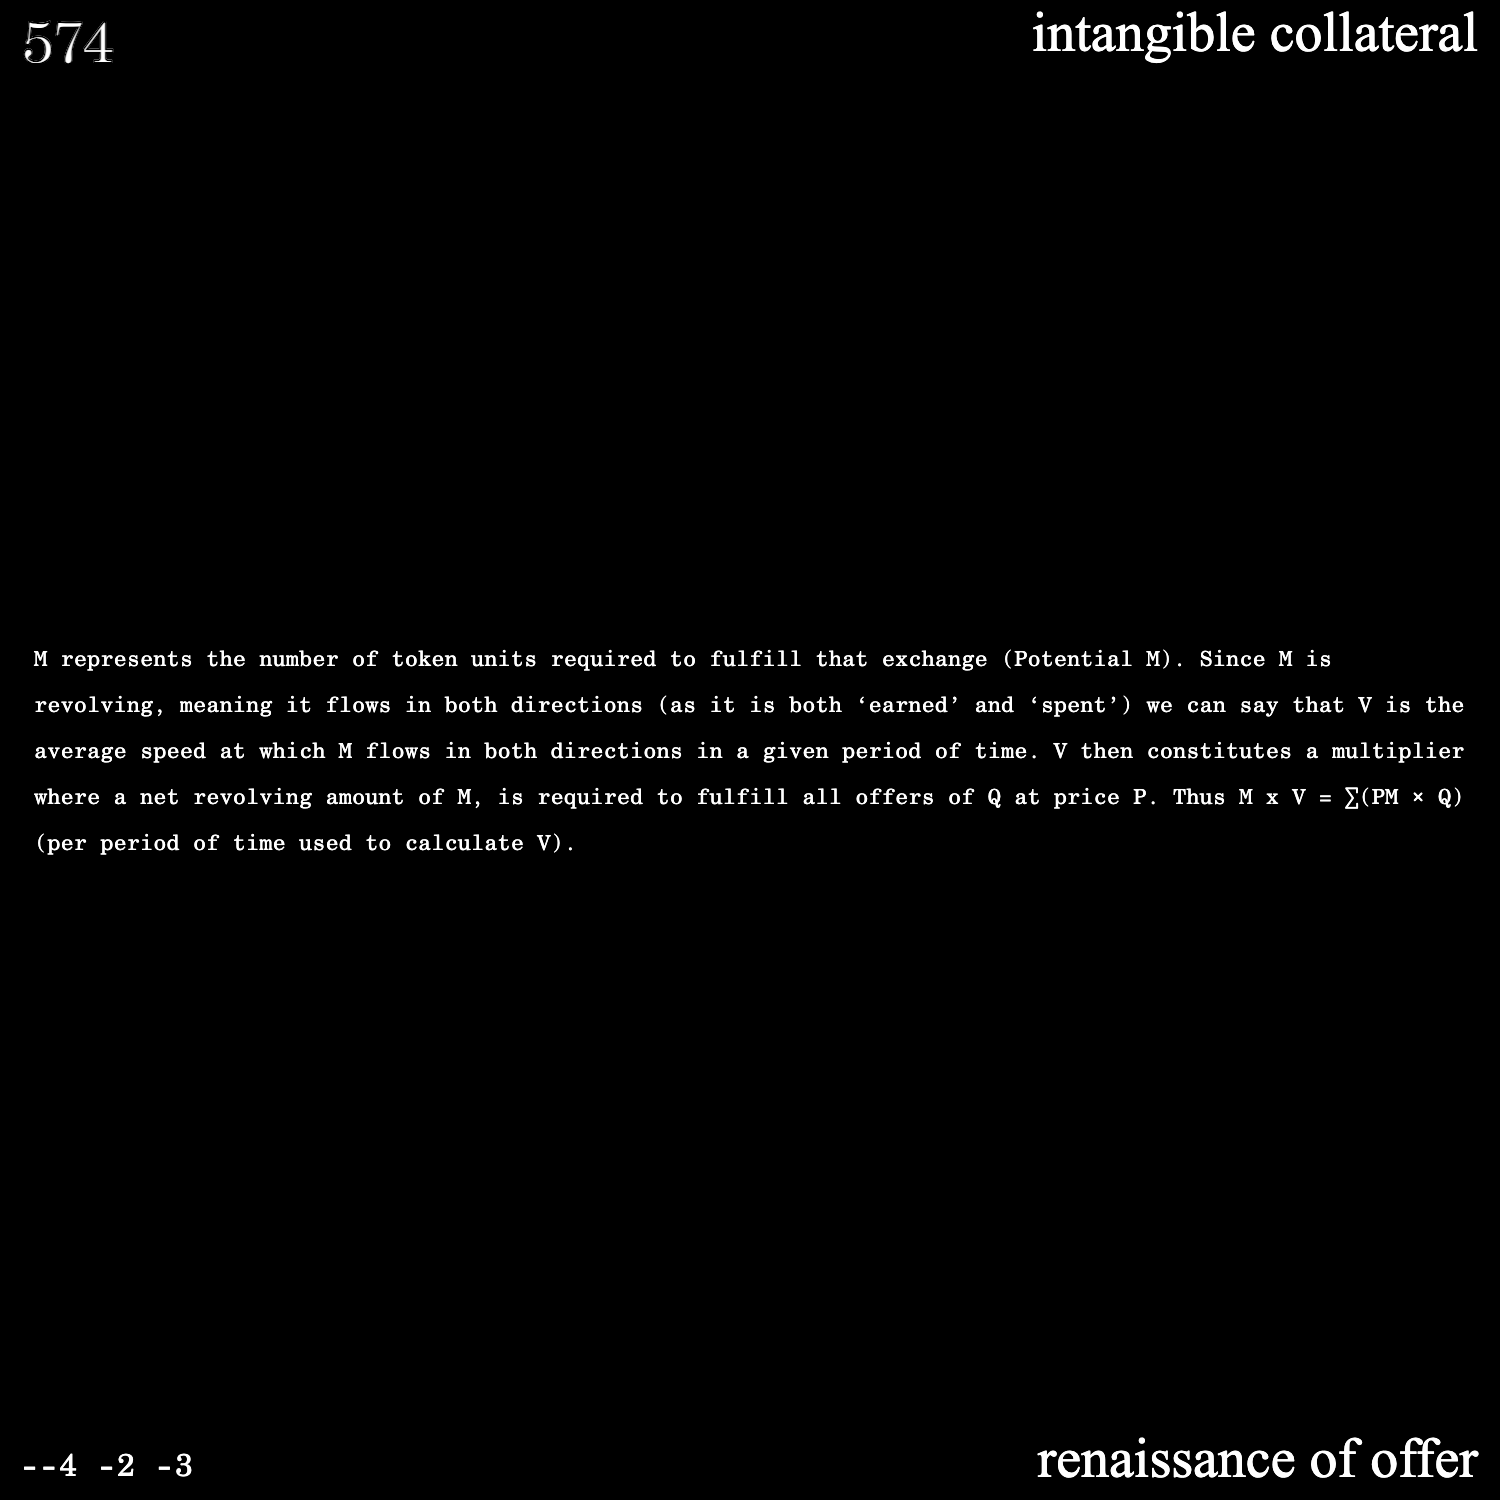 574
intangible collateral
M represents the number of token units required to fulfill that exchange (Potential M). Since M is
revolving, meaning it flows in both directions (as it is both ‘earned’ and ‘spent’) we can say that V is the
average speed at which M flows in both directions in a given period of time. V then constitutes a multiplier
where a net revolving amount of M, is required to fulfill all offers of Q at price P. Thus M x V = ∑(PM × Q)
(per period of time used to calculate V).
--4 -2 -3
renaissance of offer